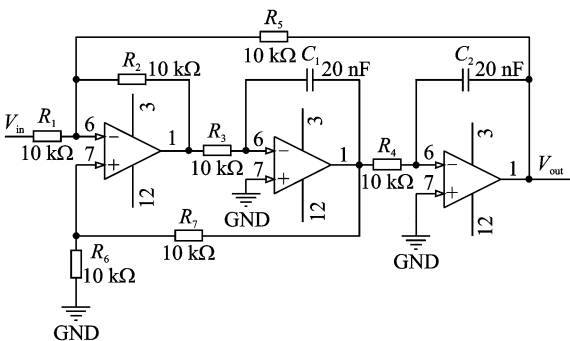 R5
10 kΩ
R2 10 kΩ
C1 20 nF
C2 20 nF
3
3
3
Vin
R1
10 kΩ
6
7
1
12
R3
10 kΩ
6
7
1
12
GND
R4
10 kΩ
6
7
1
12
GND
Vout
R7
10 kΩ
R6
10 kΩ
GND